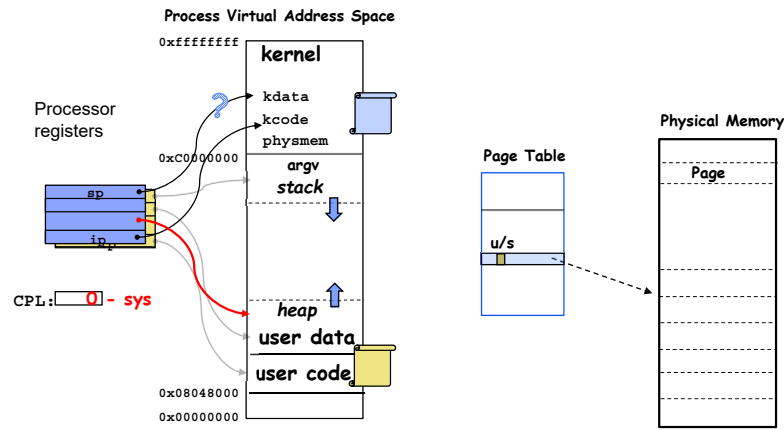 Process Virtual Address Space
0xffffffff
kernel
?
kdata
Processor
registers
kcode
physmem
Physical Memory
0xC0000000
argv
Page Table
stack
Page
sp
ip
u/s
CPL: 0 - sys
heap
user data
user code
0x08048000
0x00000000